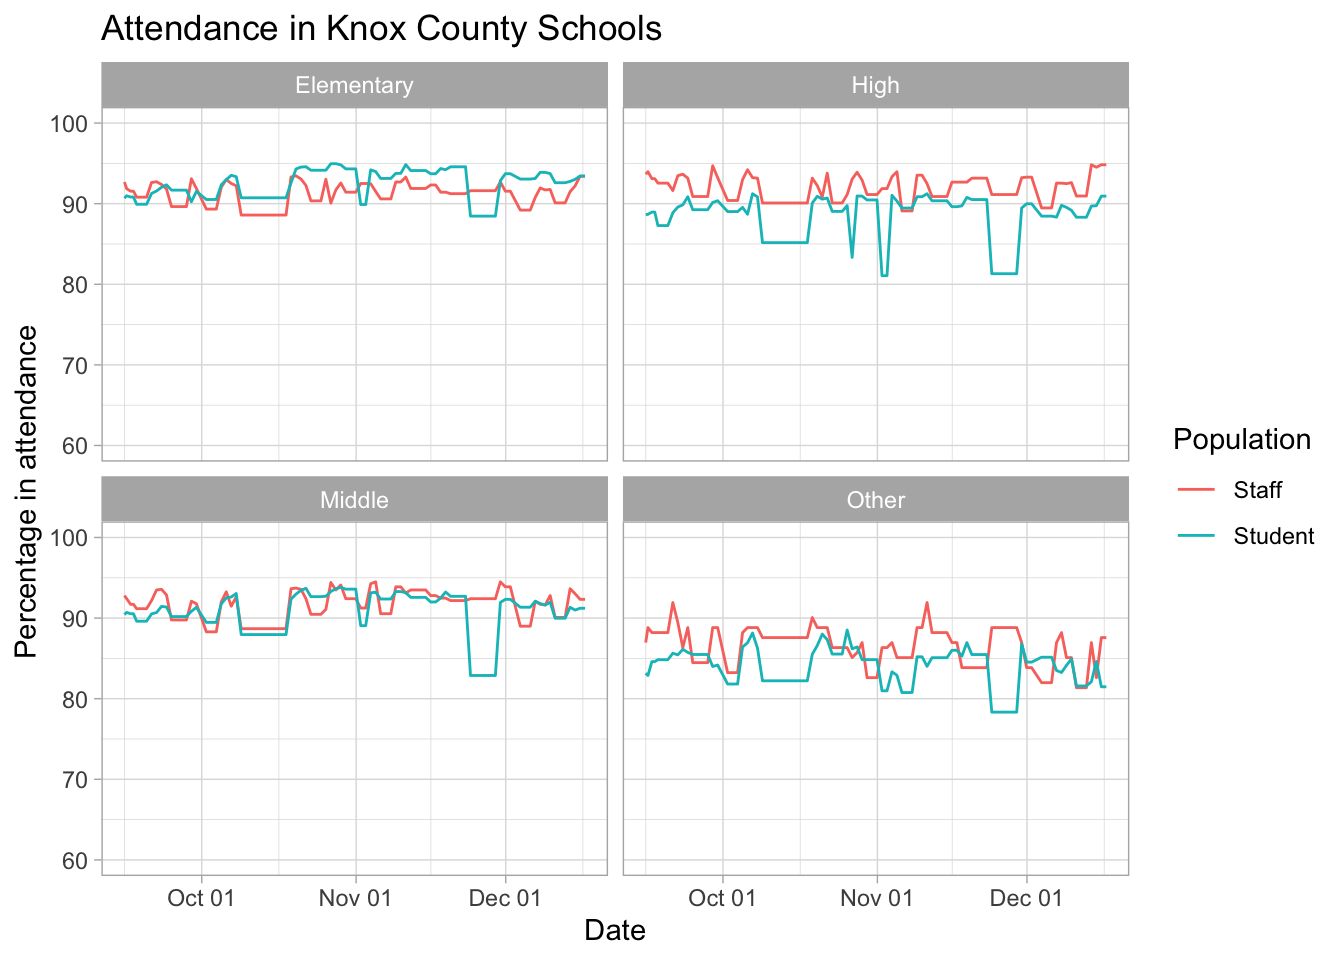 Attendance in Knox County Schools
Elementary
High
100
90
80
70
60
Middle
Other
100
90
80
70
60
Oct 01
Nov 01
Dec 01
Oct 01
Nov 01
Dec 01
Date
Percentage in attendance
Population
Staff
Student